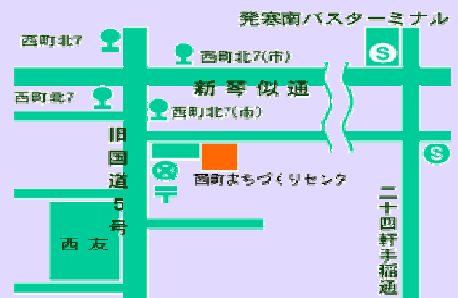 発寒南バスターミナル
西町北7
西町北7(市)
S
新琴似通
西町北7
西町北7(市)
旧国道5号
S
西町まちづくりセンタ
二十四軒手稲通
西友